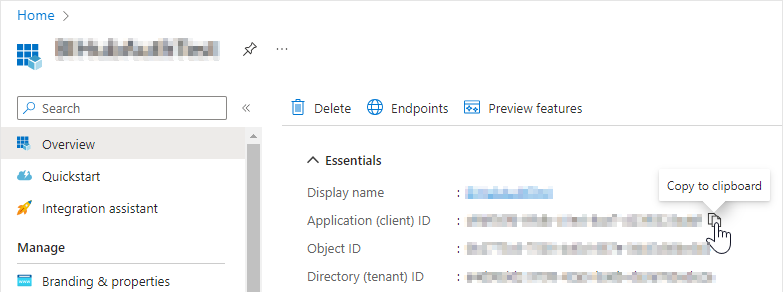 Home
Search
Delete
Endpoints
Preview features
Overview
Essentials
Quickstart
Display name :
Copy to clipboard
Integration assistant
Application (client) ID :
Manage
Object ID :
Branding & properties
Directory (tenant) ID :